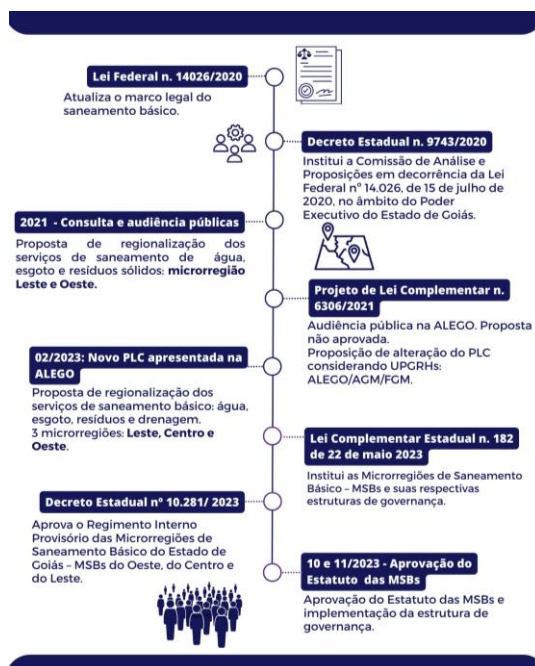 Lei Federal n. 14026/2020
Atualiza o marco legal do
saneamento básico.
Decreto Estadual n. 9743/2020
Institui a Comissão de Análise e
Proposições em decorrência da Lei
Federal nº 14.026, de 15 de julho de
2020, no âmbito do Poder
Executivo do Estado de Goiás.
2021 - Consulta e audiência públicas
Proposta de regionalização dos
serviços de saneamento de água,
esgoto e resíduos sólidos: microrregião
Leste e Oeste.
Projeto de Lei Complementar n.
6306/2021
Audiência pública na ALEGO. Proposta
não aprovada.
Proposição de alteração do PLC
considerando UPGRHs:
ALEGO/AGM/FGM.
02/2023: Novo PLC apresentada na
ALEGO
Proposta de regionalização dos
serviços de saneamento básico: água,
esgoto, resíduos e drenagem.
3 microrregiões: Leste, Centro e
Oeste.
Lei Complementar Estadual n. 182
de 22 de maio 2023
Institui as Microrregiões de Saneamento
Básico – MSBs e suas respectivas
estruturas de governança.
Decreto Estadual nº 10.281/ 2023
Aprova o Regimento Interno
Provisório das Microrregiões de
Saneamento Básico do Estado de
Goiás – MSBs do Oeste, do Centro e
do Leste.
10 e 11/2023 - Aprovação do
Estatuto das MSBs
Aprovação do Estatuto das MSBs e
implementação da estrutura de
governança.